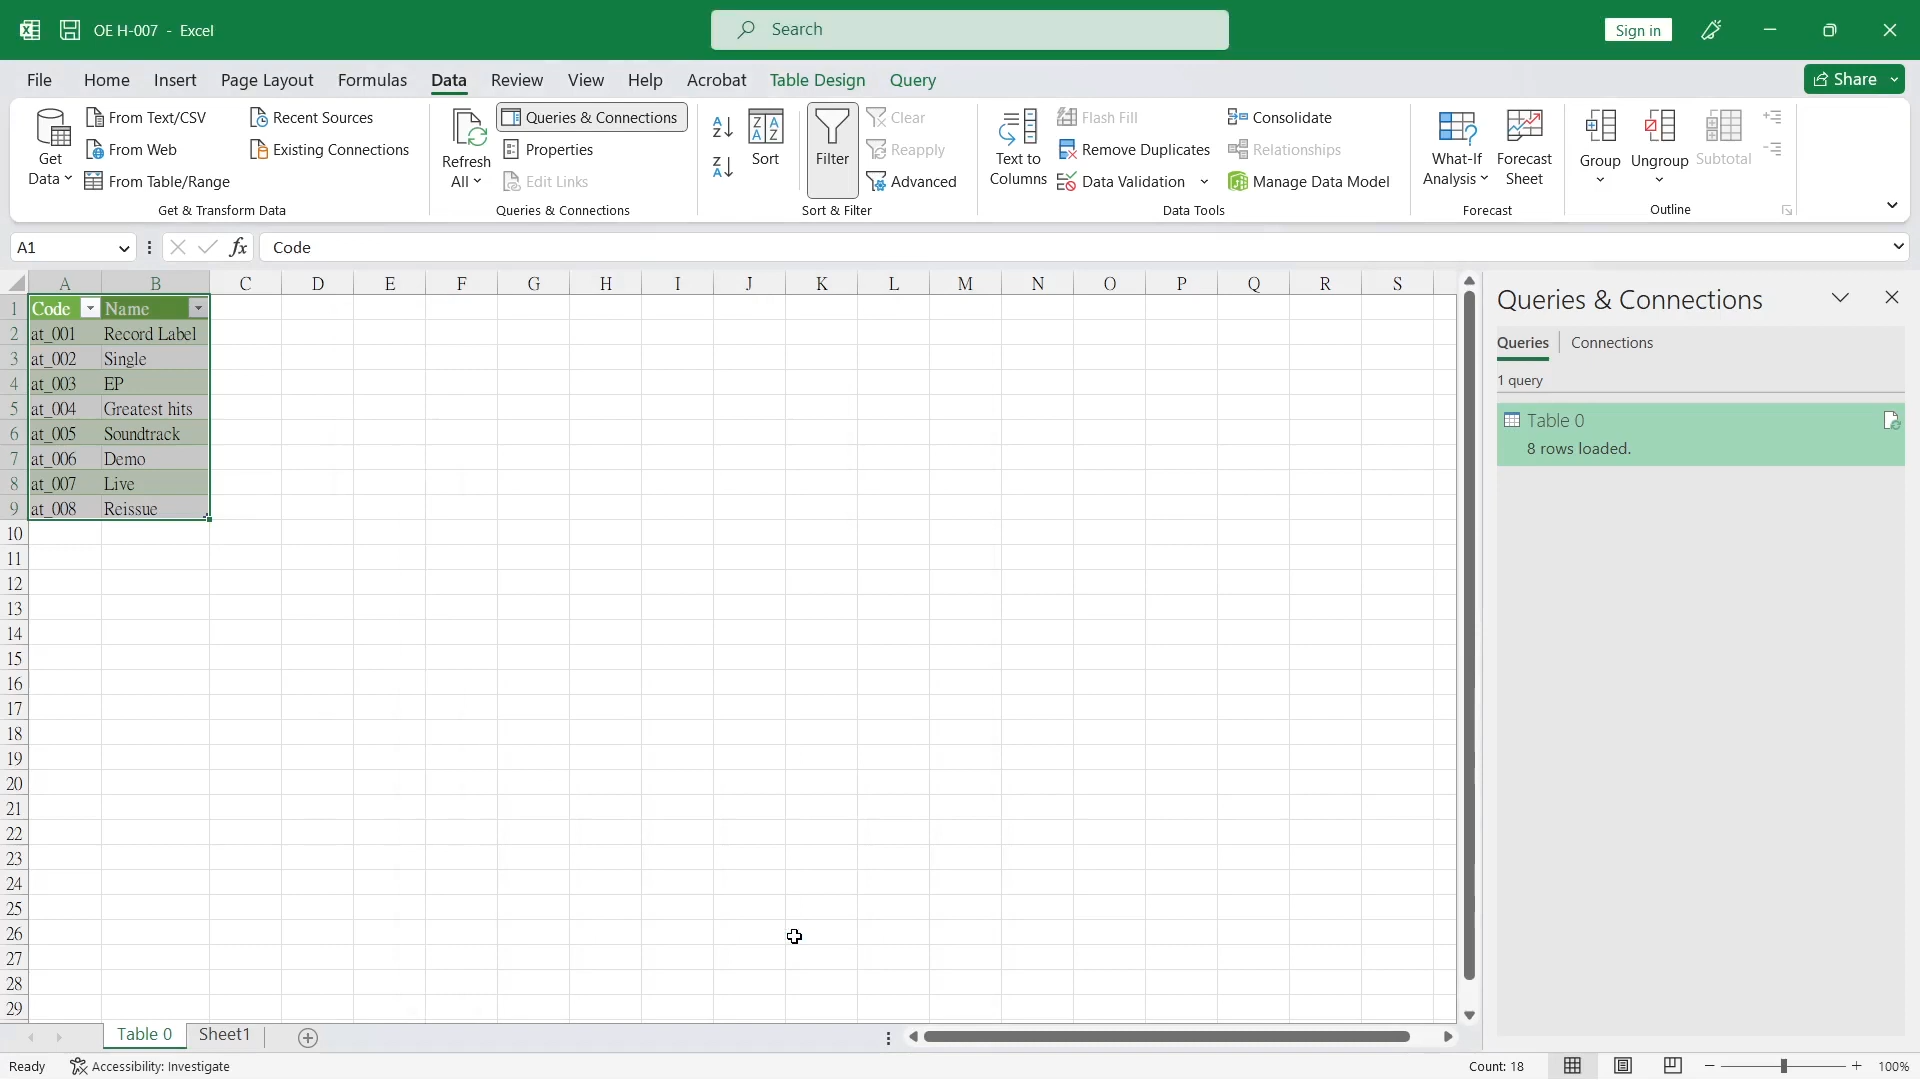 OE H-007 - Excel
Search
Sign in
File Home Insert Page Layout Formulas Data Review View Help Acrobat Table Design Query
Share
Get Data
From Text/CSV
From Web
From Table/Range
Recent Sources
Existing Connections
Get & Transform Data
Refresh All
Queries & Connections
Properties
Edit Links
Queries & Connections
Sort
Filter
Clear
Reapply
Advanced
Sort & Filter
Text to Columns
Flash Fill
Remove Duplicates
Data Validation
Consolidate
Relationships
Manage Data Model
Data Tools
What-If Analysis
Forecast Sheet
Forecast
Group
Ungroup
Subtotal
Outline
A1
fx
Code
A B C D E F G H I J K L M N O P Q R S
1 Code Name
2 at_001 Record Label
3 at_002 Single
4 at_003 EP
5 at_004 Greatest hits
6 at_005 Soundtrack
7 at_006 Demo
8 at_007 Live
9 at_008 Reissue
10
11
12
13
14
15
16
17
18
19
20
21
22
23
24
25
26
27
28
29
Queries & Connections
Queries Connections
1 query
Table 0
8 rows loaded.
Table 0 Sheet1
Ready
Accessibility: Investigate
Count: 18
100%